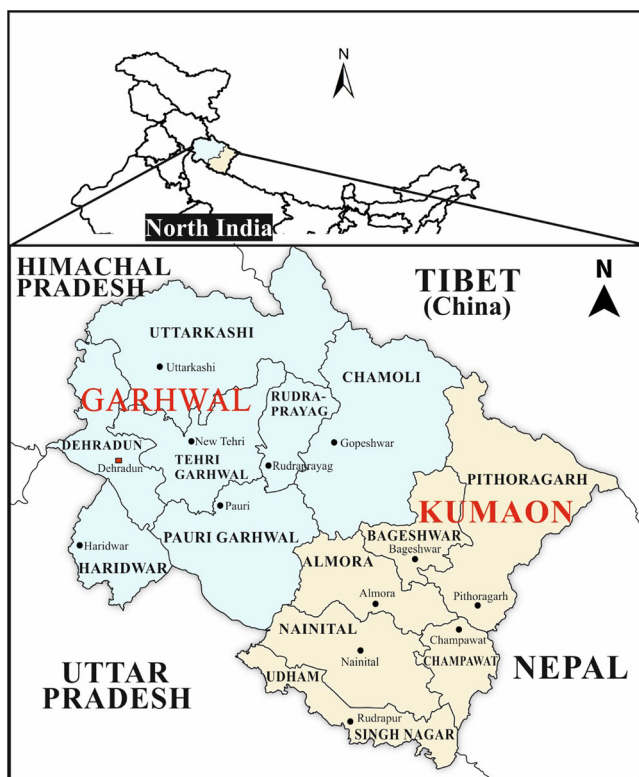 N
North India
HIMACHAL
PRADESH
TIBET
(China)
N
UTTARKASHI
Uttarkashi
CHAMOLI
GARHWAL
RUDRA-
PRAYAG
DEHRADUN
Dehradun
New Tehri
TEHRI
GARHWAL
Rudraprayag
Gopeshwar
PITHORAGARH
KUMAON
Pauri
PAURI GARHWAL
Haridwar
HARIDWAR
BAGESHWAR
Bageshwar
ALMORA
Almora
Pithoragarh
NAINITAL
Nainital
Champawat
CHAMPAWAT
UTTAR
PRADESH
NEPAL
UDHAM
Rudrapur
SINGH NAGAR